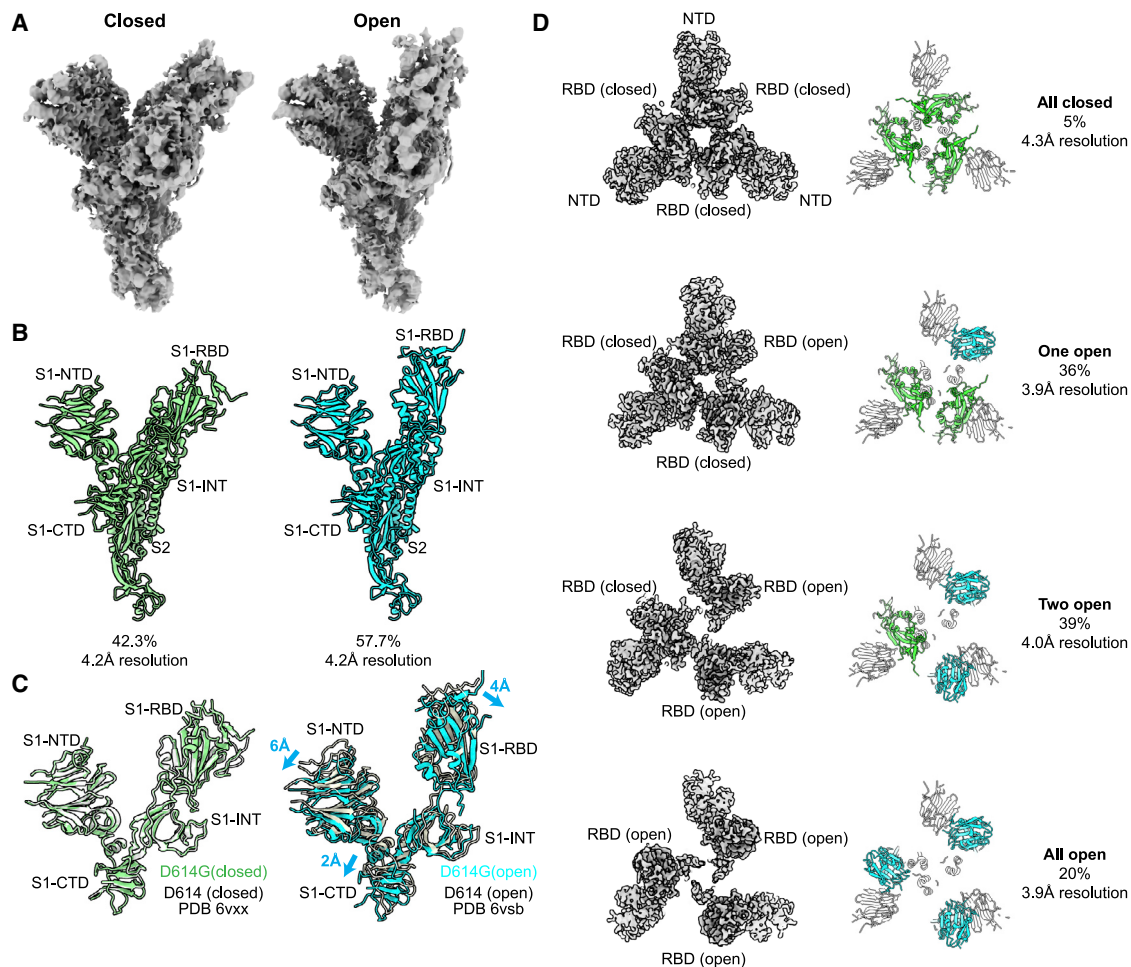 A
Closed
Open
B
S1-NTD
S1-RBD
S1-INT
S1-CTD
S2
42.3%
4.2Å resolution
S1-NTD
S1-RBD
S1-INT
S1-CTD
S2
57.7%
4.2Å resolution
C
S1-RBD
S1-NTD
S1-INT
S1-CTD
D614G(closed)
D614 (closed)
PDB 6vxx
4Å
S1-NTD
6Å
S1-RBD
S1-INT
2Å
S1-CTD
D614G(open)
D614 (open)
PDB 6vsb
D
NTD
RBD (closed)
RBD (closed)
NTD
NTD
RBD (closed)
All closed
5%
4.3Å resolution
RBD (closed)
RBD (open)
RBD (closed)
One open
36%
3.9Å resolution
RBD (closed)
RBD (open)
RBD (open)
Two open
39%
4.0Å resolution
RBD (open)
RBD (open)
RBD (open)
All open
20%
3.9Å resolution